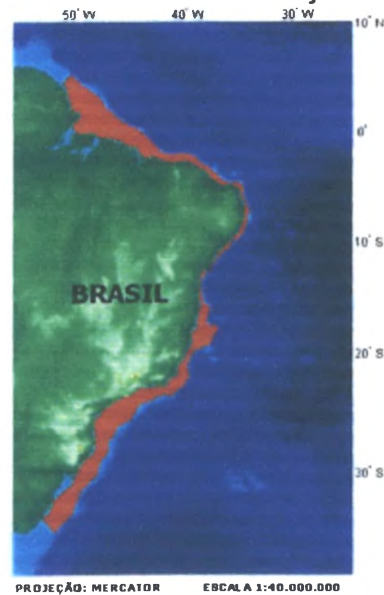 50° W 40° W 30° W
10° N
0°
10° S
BRASIL
20° S
30° S
PROJEÇÃO: MERCATOR ESCALA 1:40.000.000